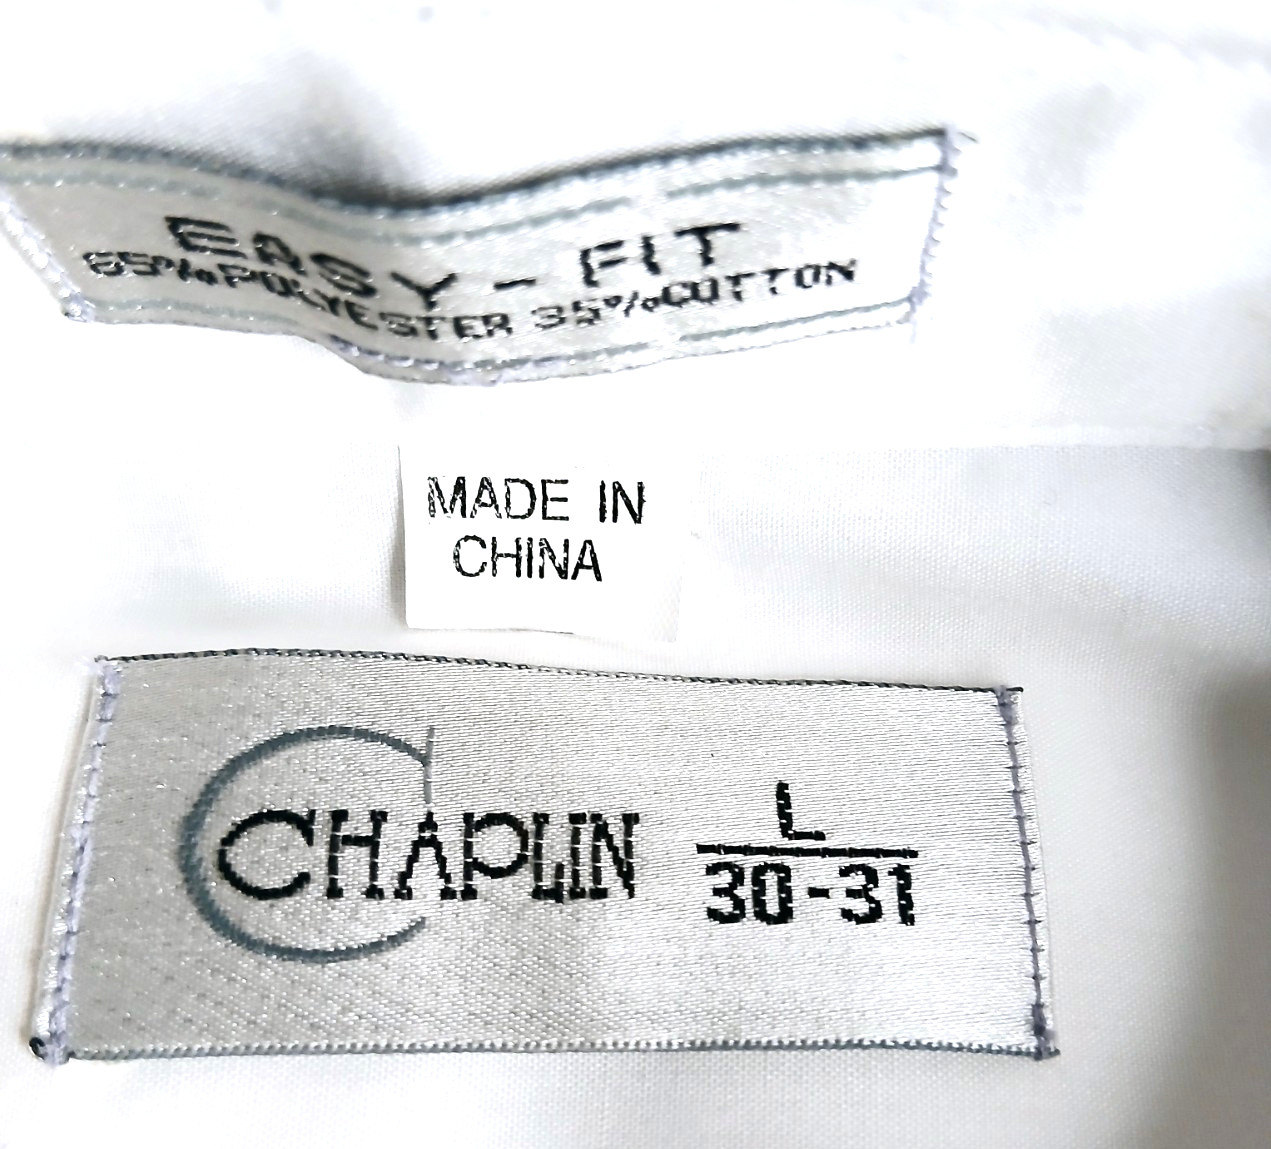 EASY - FIT
65%POLYESTER 35%COTTON
MADE IN
CHINA
CHAPLIN
L
30-31